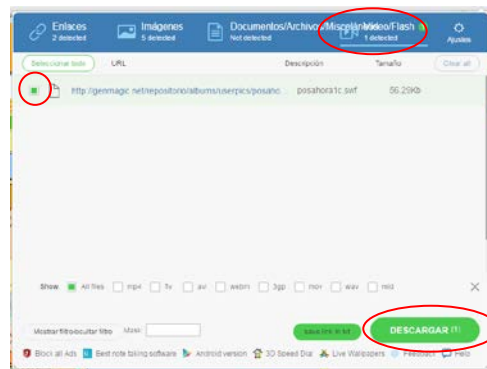 Enlaces
2 detected
Imágenes
5 detected
Documentos/Archivos/Misceláneo
Not detected
Video/Flash
1 detected
Ajustes
Seleccionar todo
URL
Descripción
Tamaño
Clear all
http://genmagic.net/repositorio/albums/userpics/posaho...
posahora1c.swf
56.29Kb
Show
All files
mp4
flv
avi
webm
3gp
mov
wav
mid
Mostrar filtro/ocultar filtro
Mask:
save link in txt
DESCARGAR (1)
Block all Ads
Best note taking software
Android version
3D Speed Dial
Live Wallpapers
Feedback
Help